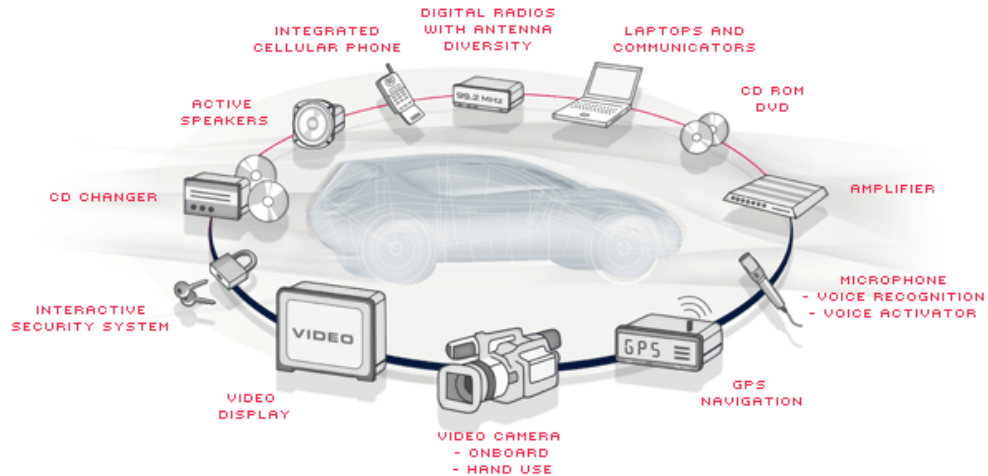 DIGITAL RADIOS
WITH ANTENNA
DIVERSITY
INTEGRATED
CELLULAR PHONE
LAPTOPS AND
COMMUNICATORS
ACTIVE
SPEAKERS
99.2 MHz
CD ROM
DVD
CD CHANGER
AMPLIFIER
INTERACTIVE
SECURITY SYSTEM
VIDEO
GPS
MICROPHONE
- VOICE RECOGNITION
- VOICE ACTIVATOR
VIDEO
DISPLAY
GPS
NAVIGATION
VIDEO CAMERA
- ONBOARD
- HAND USE